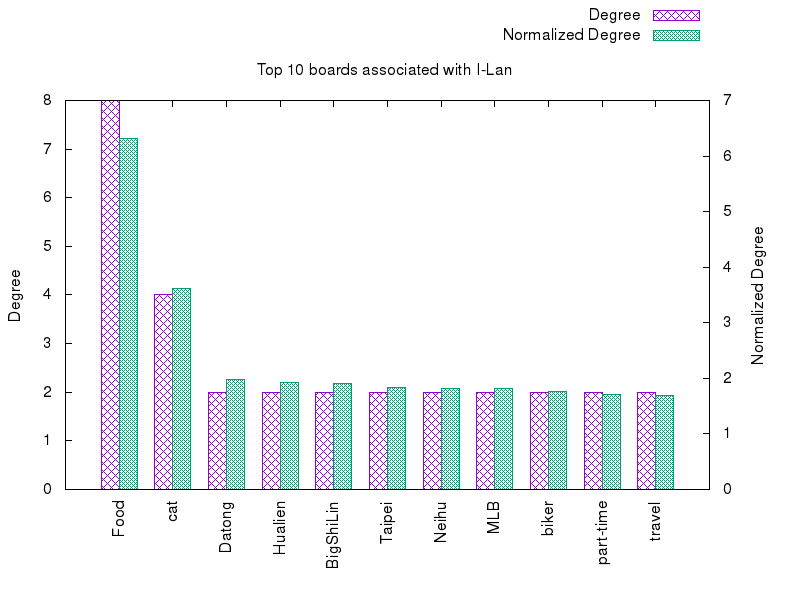 Degree
Normalized Degree
Top 10 boards associated with I-Lan
8
7
6
5
4
3
2
1
0
Degree
7
6
5
4
3
2
1
0
Normalized Degree
Food
cat
Datong
Hualien
BigShiLin
Taipei
Neihu
MLB
biker
part-time
travel